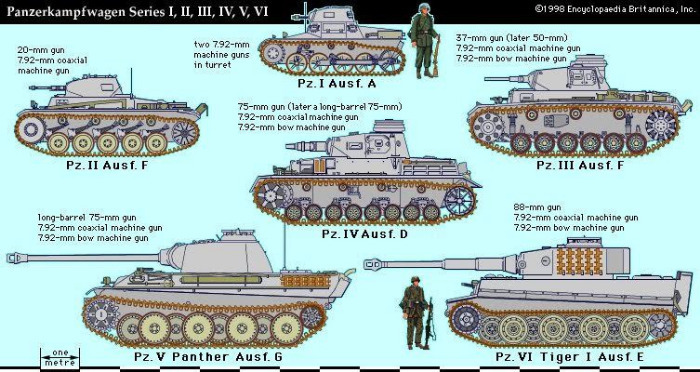 Panzerkampfwagen Series I, II, III, IV, V, VI
©1998 Encyclopaedia Britannica, Inc.
20-mm gun
7.92-mm coaxial
machine gun
Pz. II Ausf. F
two 7.92-mm
machine guns
in turret
Pz. I Ausf. A
37-mm gun (later 50-mm)
7.92-mm coaxial machine gun
7.92-mm bow machine gun
Pz. III Ausf. F
75-mm gun (later a long-barrel 75-mm)
7.92-mm coaxial machine gun
7.92-mm bow machine gun
Pz. IV Ausf. D
long-barrel 75-mm gun
7.92-mm coaxial machine gun
7.92-mm bow machine gun
Pz. V Panther Ausf. G
88-mm gun
7.92-mm coaxial machine gun
7.92-mm bow machine gun
Pz. VI Tiger I Ausf. E
one
metre